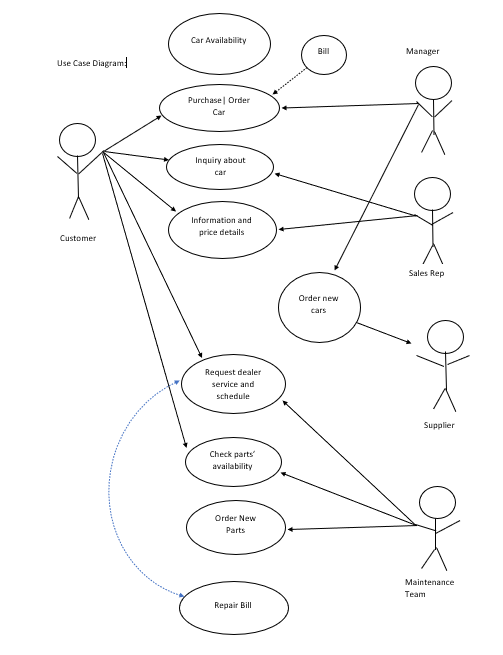 Car Availability
Bill
Manager
Use Case Diagram:
Purchase| Order
Car
Inquiry about
car
Information and
price details
Customer
Sales Rep
Order new
cars
Request dealer
service and
schedule
Supplier
Check parts'
availability
Order New
Parts
Maintenance
Team
Repair Bill